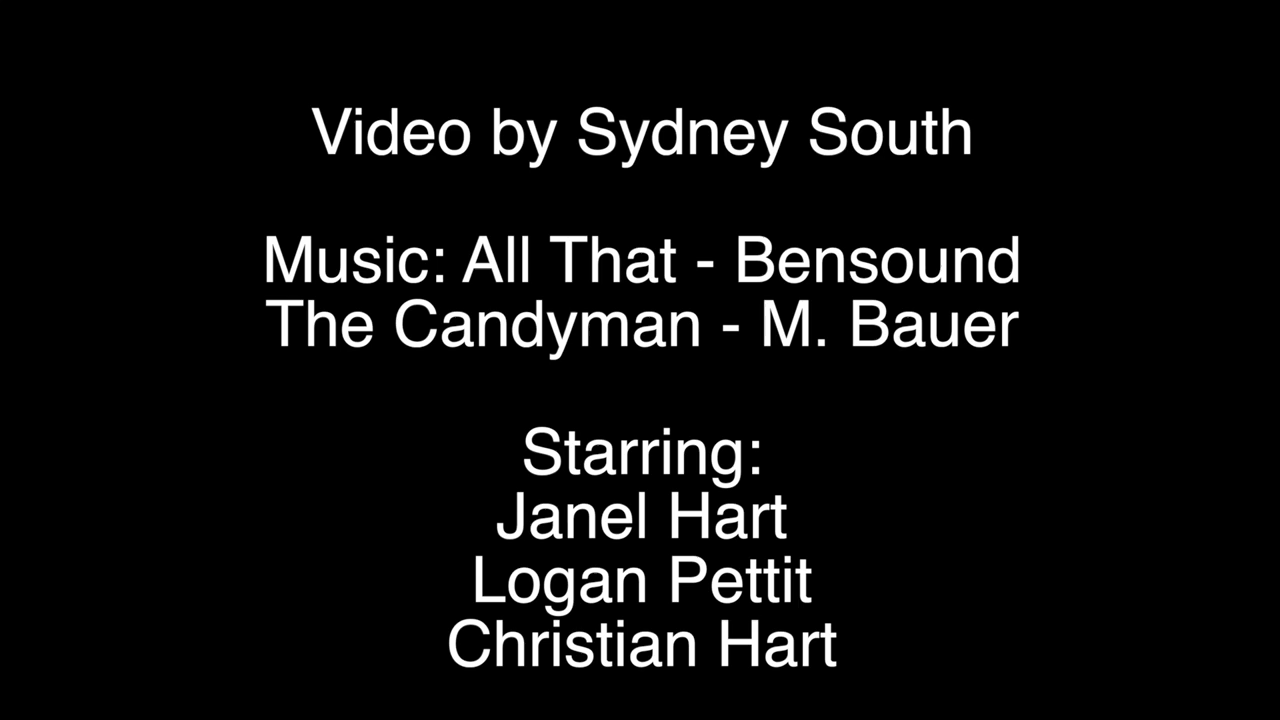 Video by Sydney South
Music: All That - Bensound
The Candyman - M. Bauer
Starring:
Janel Hart
Logan Pettit
Christian Hart